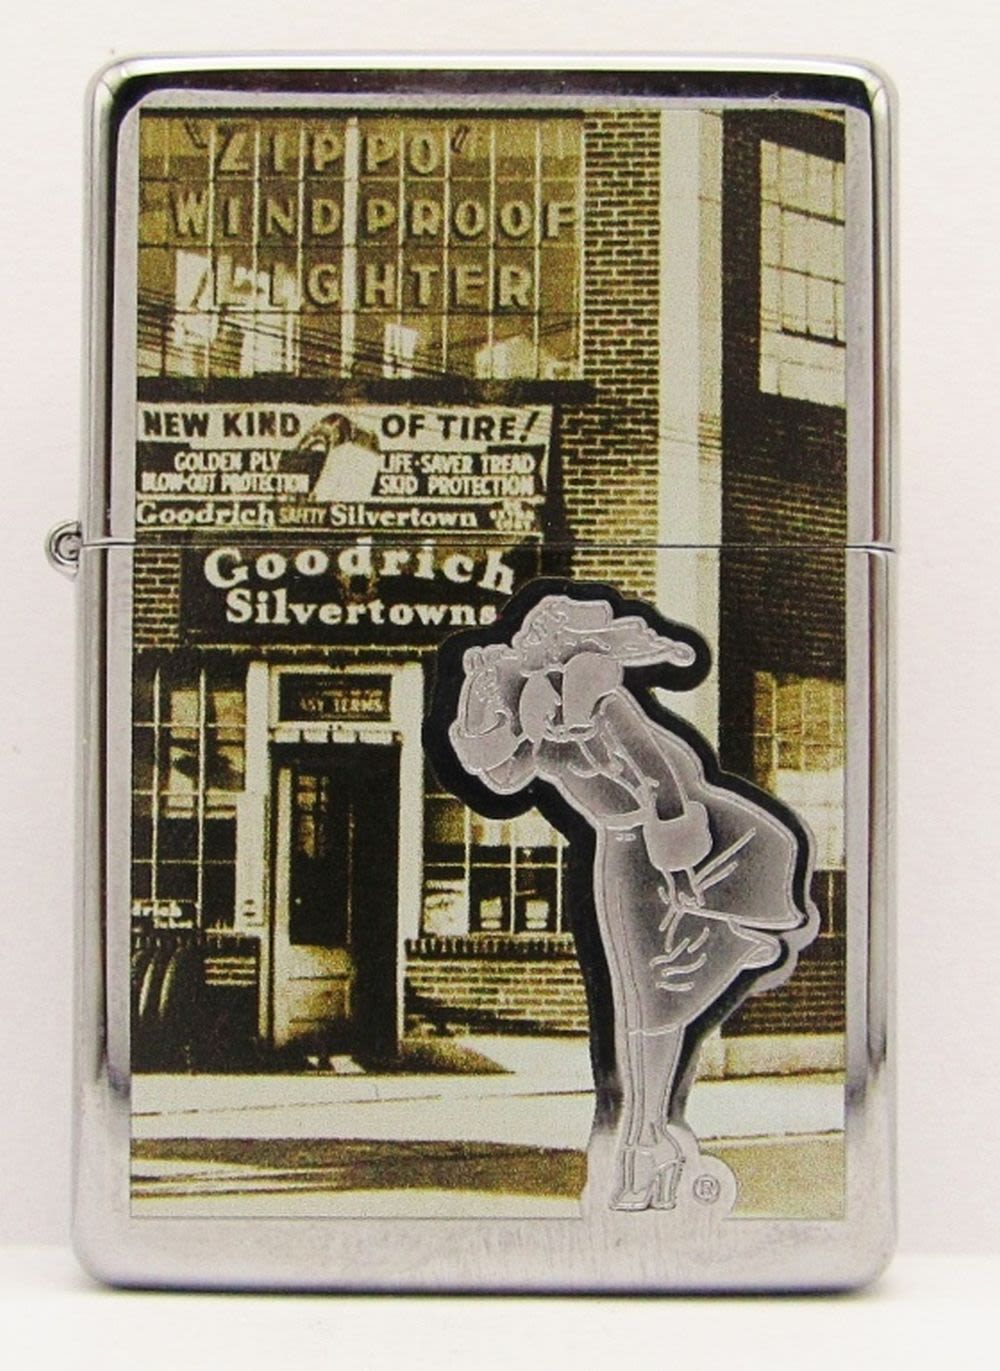 "ZIPPO"
WINDPROOF
LIGHTER
NEW KIND OF TIRE!
GOLDEN PLY LIFE-SAVER TREAD
BLOW-OUT PROTECTION SKID PROTECTION
Goodrich SAFETY Silvertown
Goodrich
Silvertowns
EASY TERMS
drich
®